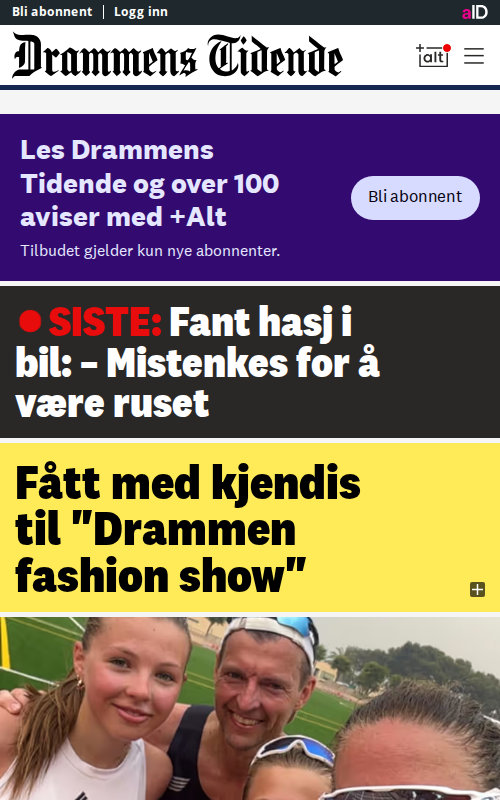 Bli abonnent | Logg inn
aID
Drammens Tidende
+alt
Les Drammens
Tidende og over 100
aviser med +Alt
Bli abonnent
Tilbudet gjelder kun nye abonnenter.
SISTE: Fant hasj i
bil: – Mistenkes for å
være ruset
Fått med kjendis
til "Drammen
fashion show"